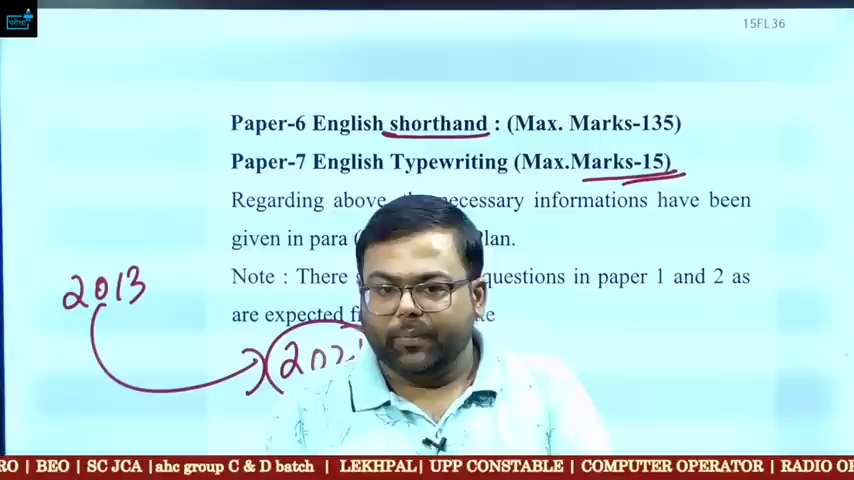 परीक्षा
15FL36
Paper-6 English shorthand : (Max. Marks-135)
Paper-7 English Typewriting (Max.Marks-15)
Regarding above, necessary informations have been
given in para
Note : There questions in paper 1 and 2 as
are expected
2013
RO | BEO | SC JCA |ahc group C & D batch | LEKHPAL| UPP CONSTABLE | COMPUTER OPERATOR | RADIO OP